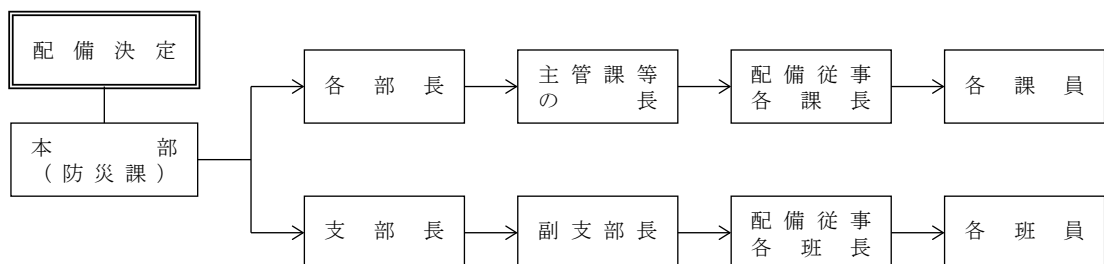 配備決定
本部
（防災課）
各部長
主管課等
の長
配備従事
各課長
各課員
支部長
副支部長
配備従事
各班長
各班員